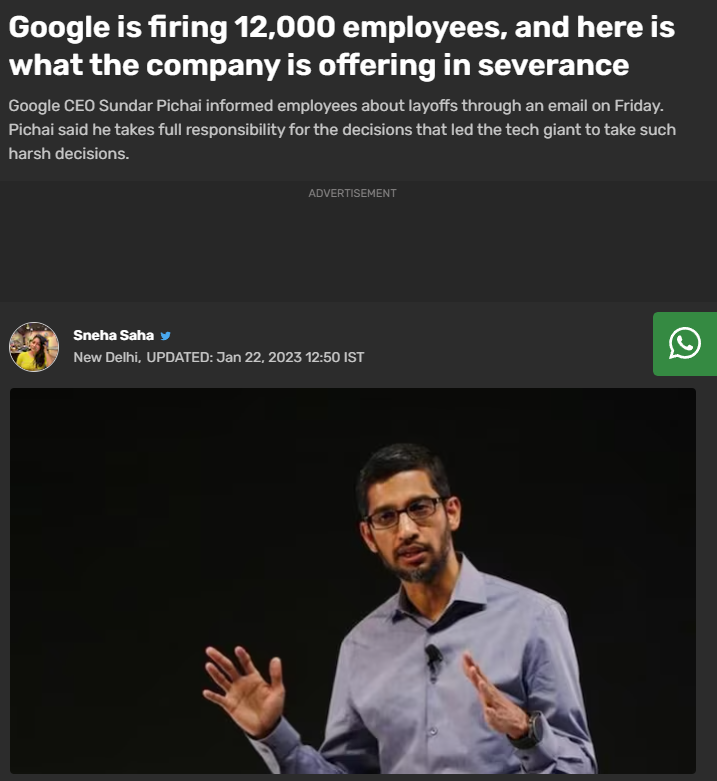 Google is firing 12,000 employees, and here is
what the company is offering in severance
Google CEO Sundar Pichai informed employees about layoffs through an email on Friday.
Pichai said he takes full responsibility for the decisions that led the tech giant to take such
harsh decisions.
ADVERTISEMENT
Sneha Saha
New Delhi, UPDATED: Jan 22, 2023 12:50 IST